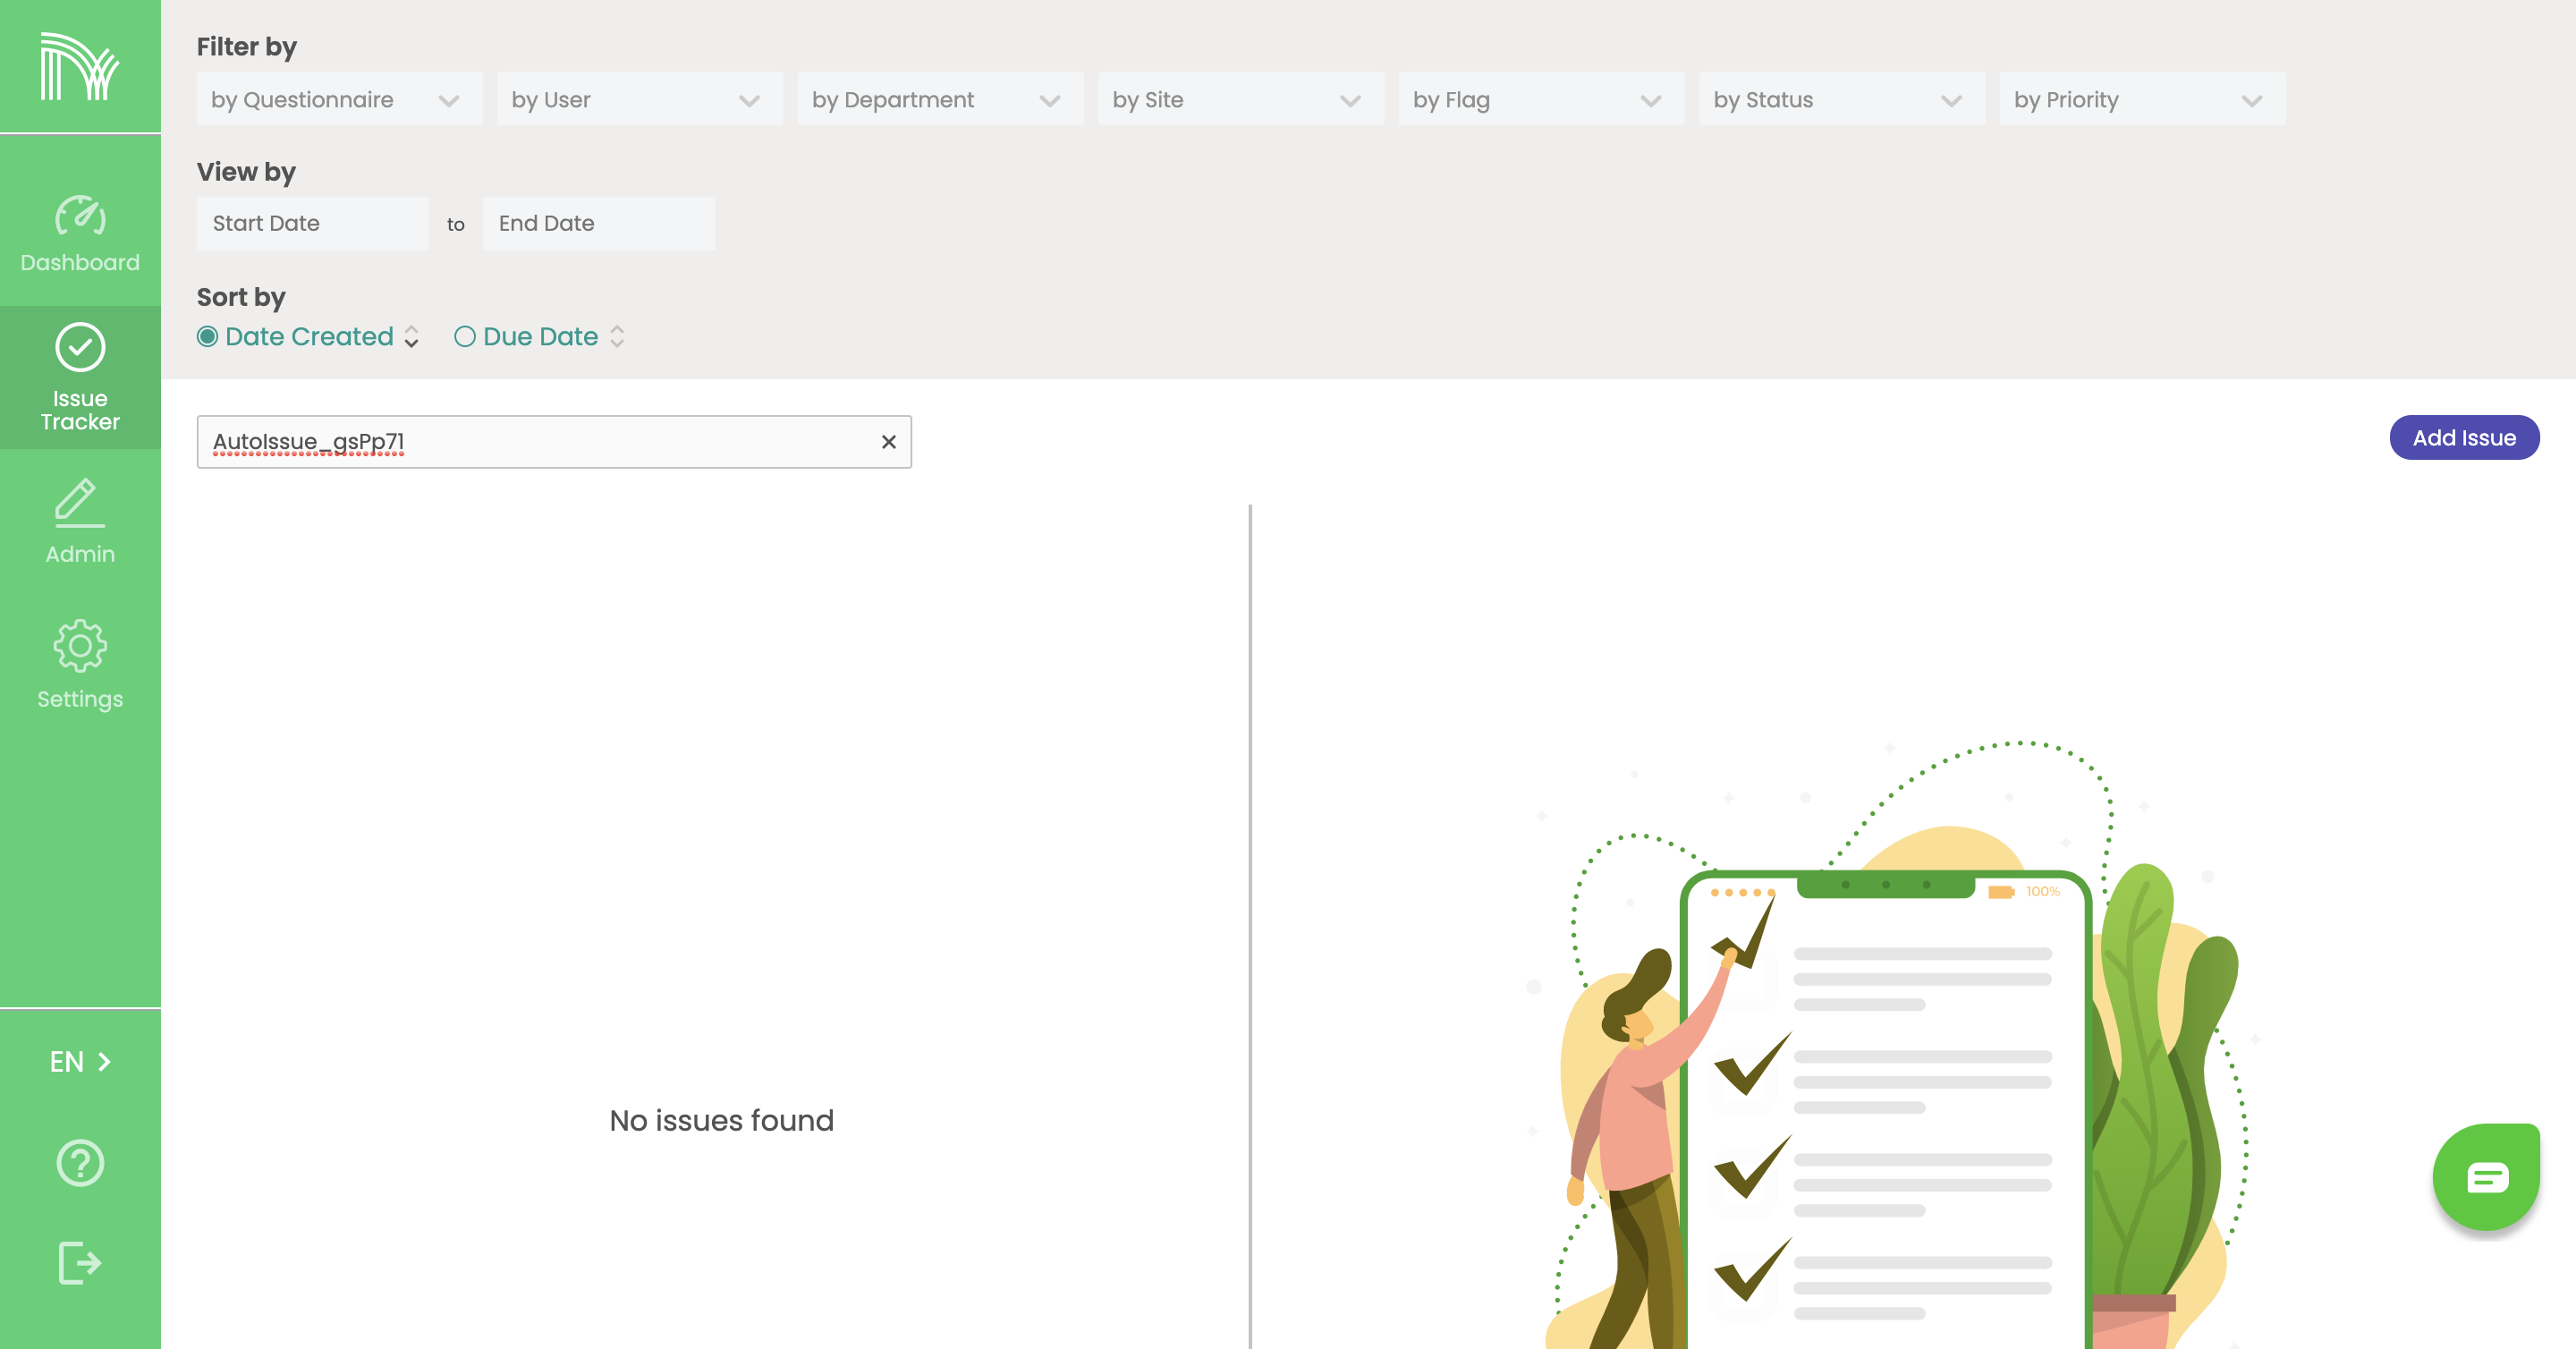 Filter by
by Questionnaire
by User
by Department
by Site
by Flag
by Status
by Priority
View by
Start Date
to
End Date
Sort by
Date Created
Due Date
Dashboard
Issue
Tracker
Admin
Settings
EN
AutoIssue_gsPp71
Add Issue
No issues found
100%